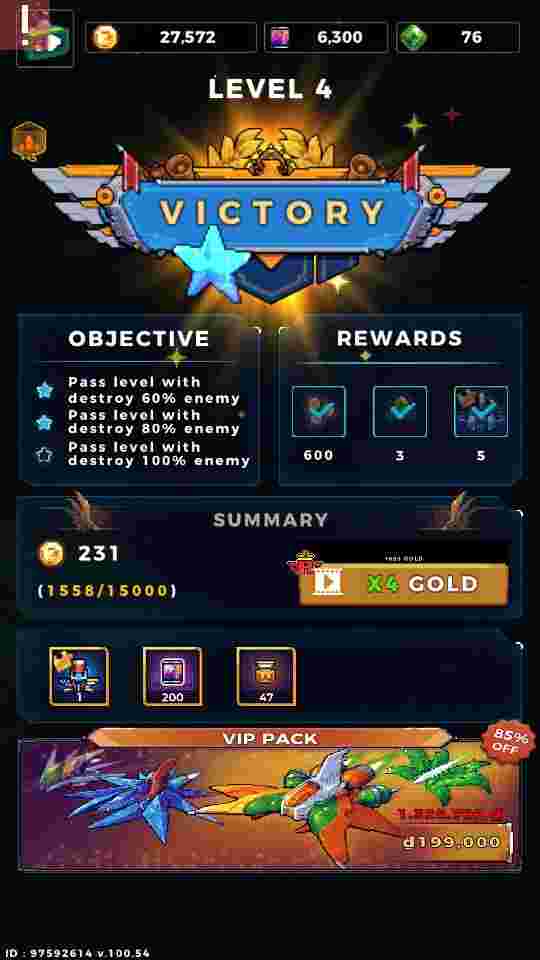 27,572
6,300
76
LEVEL 4
VICTORY
OBJECTIVE
Pass level with
destroy 60% enemy
Pass level with
destroy 80% enemy
Pass level with
destroy 100% enemy
REWARDS
600
3
5
SUMMARY
231
(1558/15000)
X4 GOLD
1
200
47
VIP PACK
85%
OFF
đ199,000
ID : 97592614 v.100.54